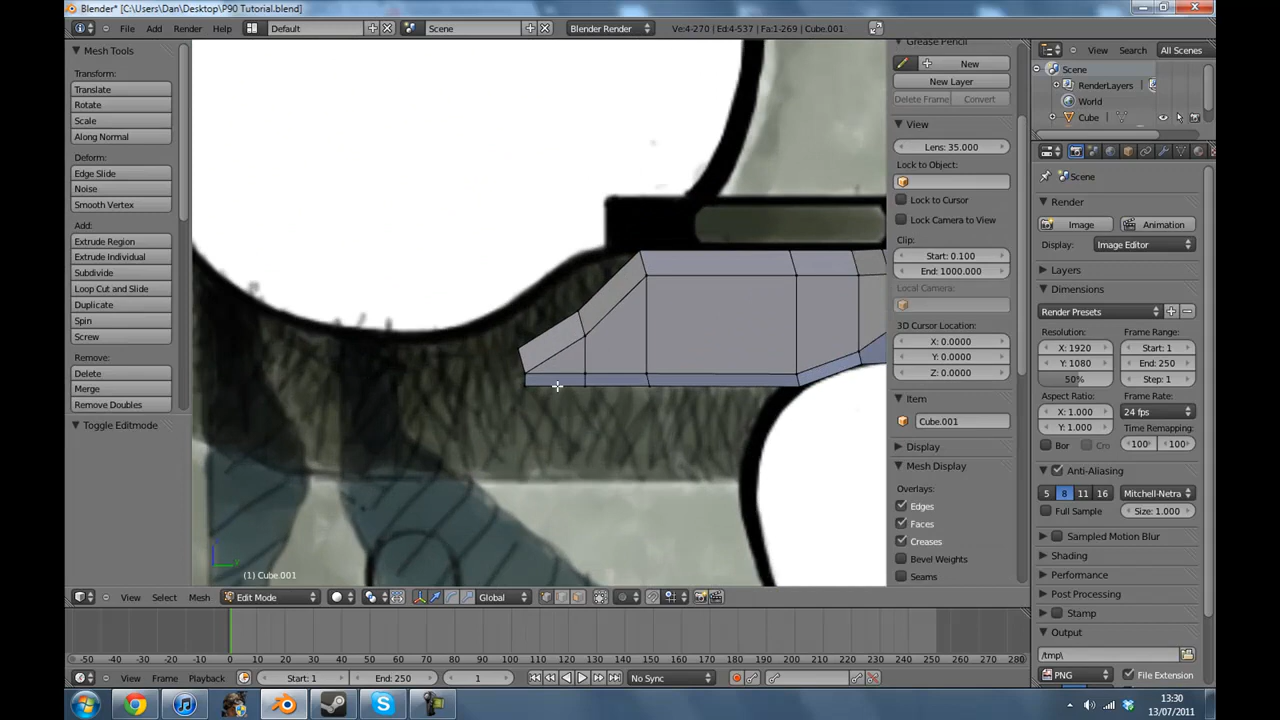 Blender* [C:\Users\Dan\Desktop\P90 Tutorial.blend]
File Add Render Help Default Scene Blender Render Ve:4-270 | Ed:4-537 | Fa:1-269 | Cube.001
Mesh Tools
Transform:
Translate
Rotate
Scale
Along Normal
Deform:
Edge Slide
Noise
Smooth Vertex
Add:
Extrude Region
Extrude Individual
Subdivide
Loop Cut and Slide
Duplicate
Spin
Screw
Remove:
Delete
Merge
Remove Doubles
Toggle Editmode
(1) Cube.001
Grease Pencil
New
New Layer
Delete Frame Convert
View
Lens: 35.000
Lock to Object:
Lock to Cursor
Lock Camera to View
Clip:
Start: 0.100
End: 1000.000
Local Camera:
3D Cursor Location:
X: 0.0000
Y: 0.0000
Z: 0.0000
Item
Cube.001
Display
Mesh Display
Overlays:
Edges
Faces
Creases
Bevel Weights
Seams
View Search All Scenes
Scene
RenderLayers
World
Cube
Scene
Render
Image Animation
Display: Image Editor
Layers
Dimensions
Render Presets
Resolution: Frame Range:
X: 1920 Start: 1
Y: 1080 End: 250
50% Step: 1
Aspect Ratio: Frame Rate:
X: 1.000 24 fps
Y: 1.000 Time Remapping:
Bor Cro 100 100
Anti-Aliasing
5 8 11 16 Mitchell-Netra
Full Sample Size: 1.000
Sampled Motion Blur
Shading
Performance
Post Processing
Stamp
Output
/tmp\
PNG File Extension
View Select Mesh Edit Mode Global
-50 -40 -30 -20 -10 0 10 20 30 40 50 60 70 80 90 100 110 120 130 140 150 160 170 180 190 200 210 220 230 240 250 260 270 280
View Frame Playback Start: 1 End: 250 1 No Sync
13:30
13/07/2011